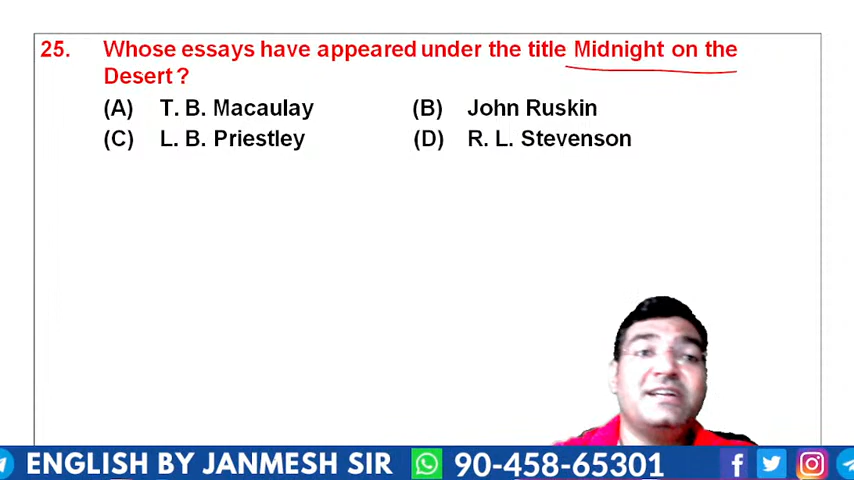 25. Whose essays have appeared under the title Midnight on the
Desert ?
(A) T. B. Macaulay (B) John Ruskin
(C) L. B. Priestley (D) R. L. Stevenson
ENGLISH BY JANMESH SIR 90-458-65301